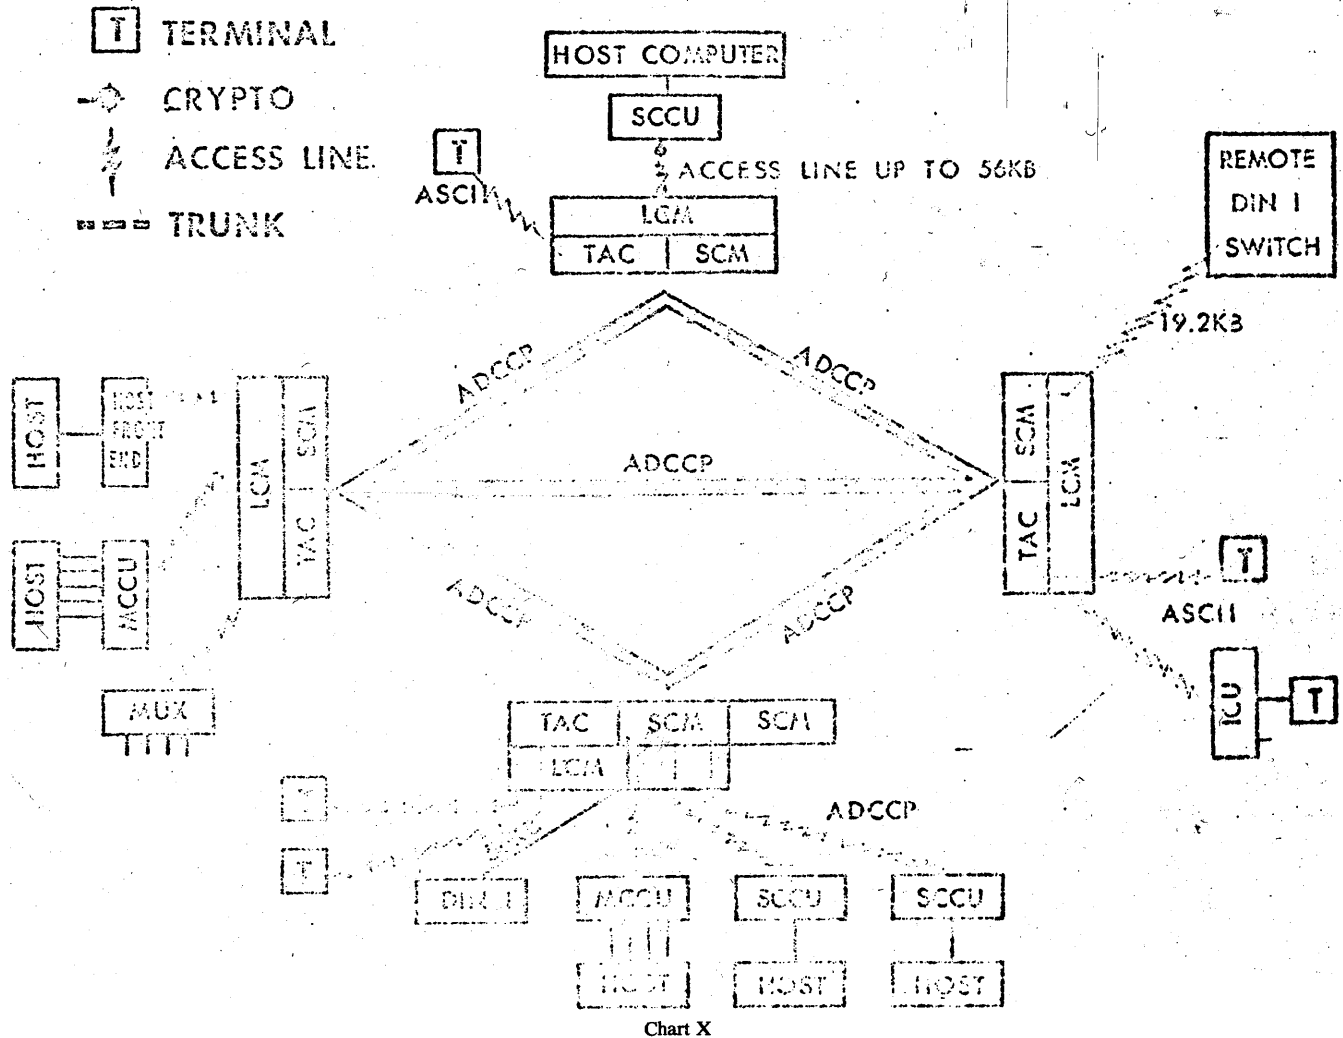 T TERMINAL
CRYPTO
ACCESS LINE
TRUNK
HOST COMPUTER
SCCU
T
ASCII
ACCESS LINE UP TO 56KB
LCM
TAC SCM
REMOTE
DIN I
SWITCH
19.2KB
ADCCP
ADCCP
HOST
HOST
FRONT
END
LCM
SCM
TAC
ADCCP
SCM
LCM
TAC
HOST
MCCU
ADCCP
ADCCP
T
ASCII
MUX
ICU
T
TAC SCM SCM
LCM
ADCCP
T
DIN I
MCCU
SCCU
SCCU
HOST
HOST
HOST
Chart X